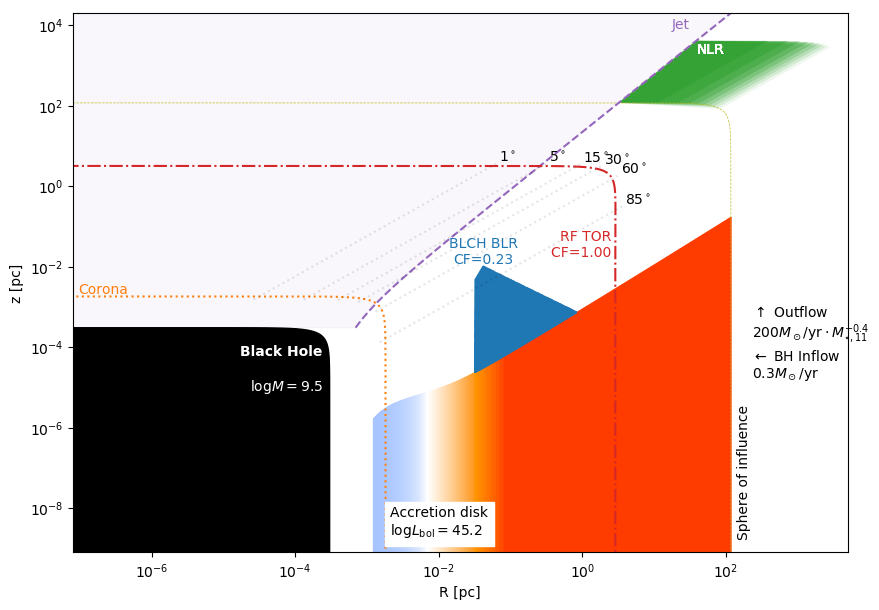 Jet
NLR
10^4
10^2
10^0
10^-2
10^-4
10^-6
10^-8
z [pc]
1°
5°
15°
30°
60°
85°
BLCH BLR
CF=0.23
RF TOR
CF=1.00
Corona
Black Hole
logM = 9.5
↑ Outflow
200M⊙/yr · M•,11^-0.4
← BH Inflow
0.3M⊙/yr
Sphere of influence
Accretion disk
logL_bol = 45.2
10^-6
10^-4
10^-2
10^0
10^2
R [pc]